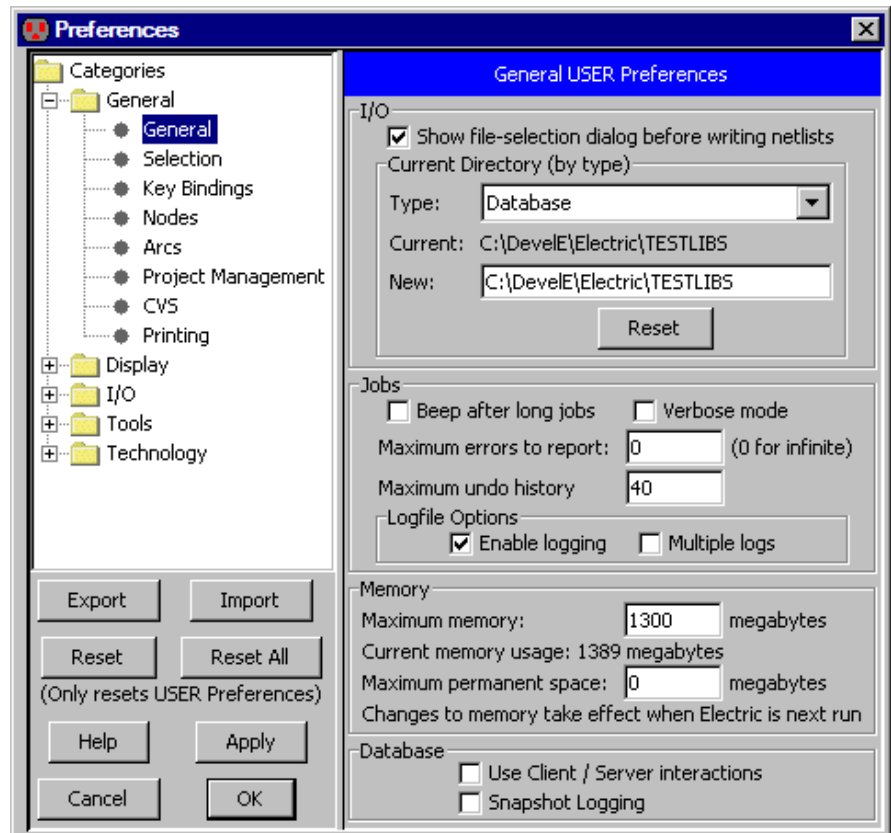 Preferences
Categories
General
General
Selection
Key Bindings
Nodes
Arcs
Project Management
CVS
Printing
Display
I/O
Tools
Technology
Export Import
Reset Reset All
(Only resets USER Preferences)
Help Apply
Cancel OK
General USER Preferences
I/O
Show file-selection dialog before writing netlists
Current Directory (by type)
Type: Database
Current: C:\DevelE\Electric\TESTLIBS
New: C:\DevelE\Electric\TESTLIBS
Reset
Jobs
Beep after long jobs Verbose mode
Maximum errors to report: 0 (0 for infinite)
Maximum undo history 40
Logfile Options
Enable logging Multiple logs
Memory
Maximum memory: 1300 megabytes
Current memory usage: 1389 megabytes
Maximum permanent space: 0 megabytes
Changes to memory take effect when Electric is next run
Database
Use Client / Server interactions
Snapshot Logging